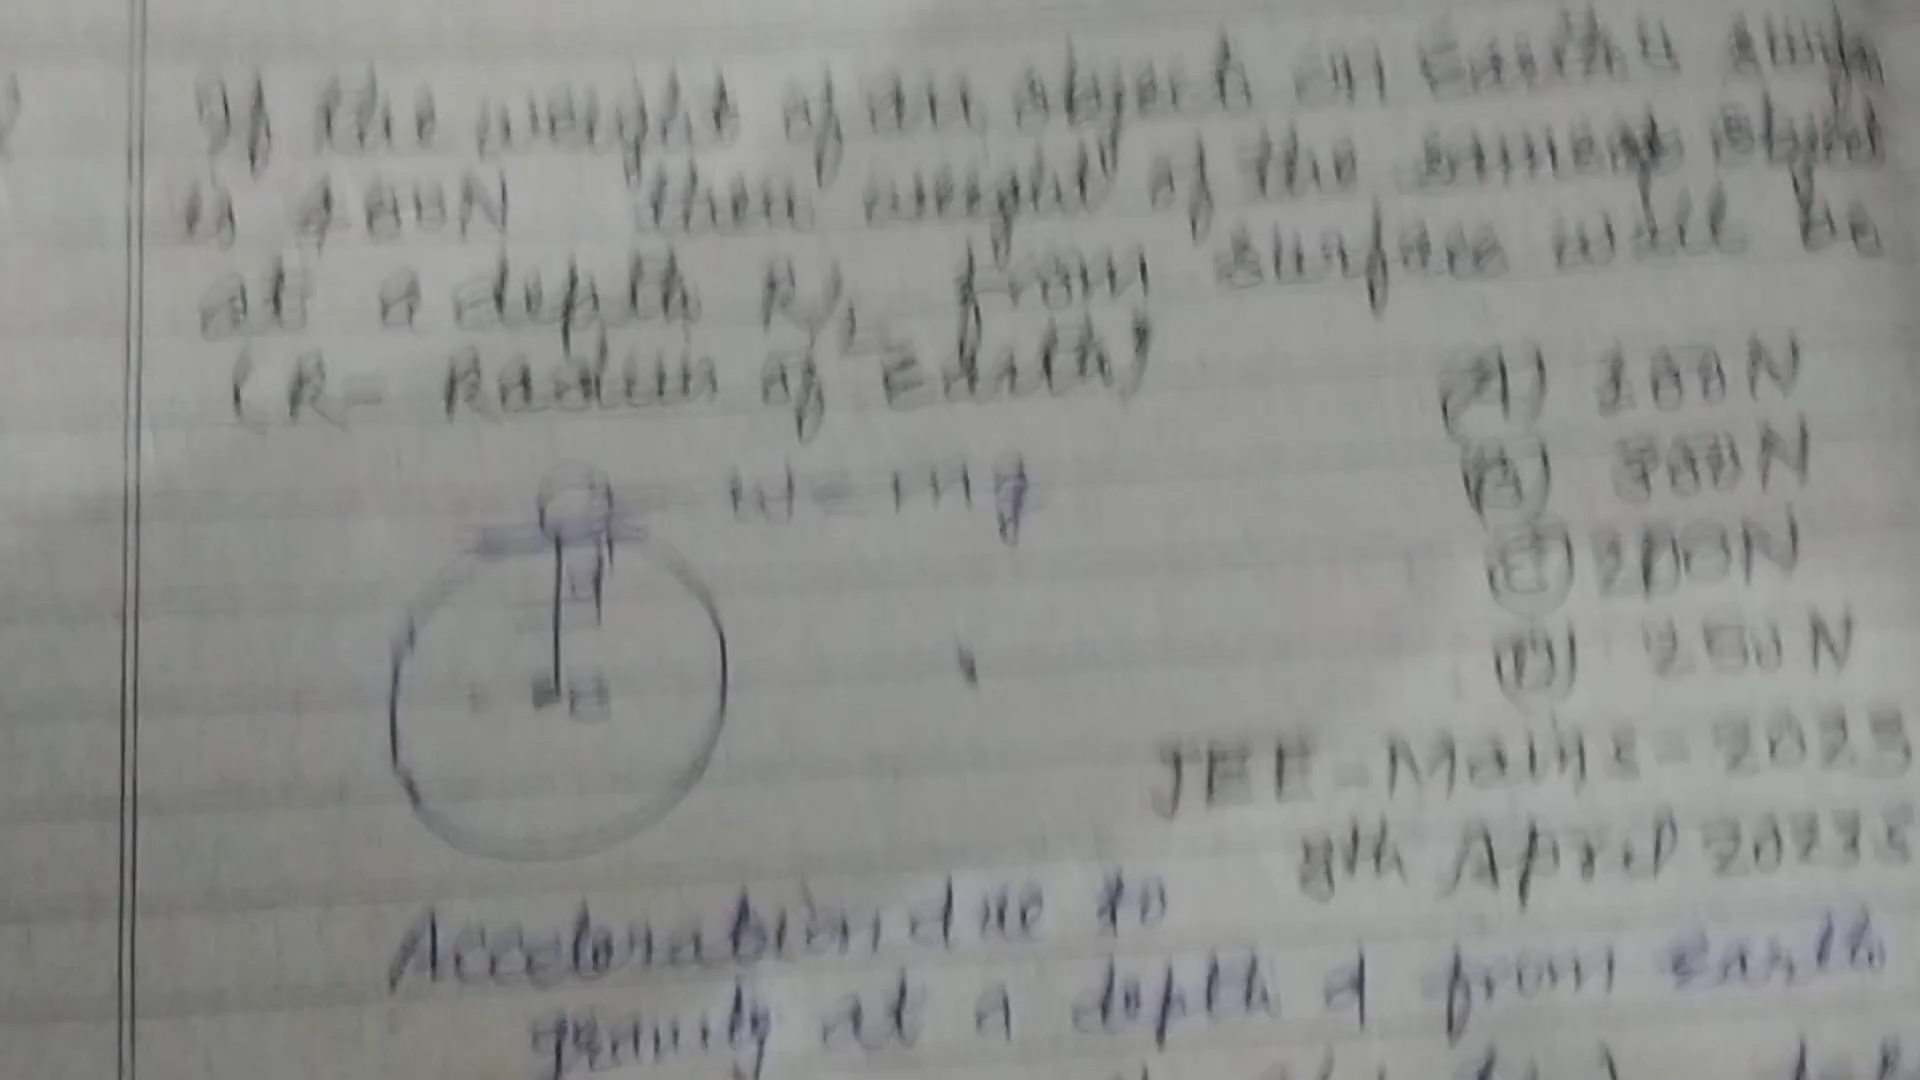 If the weight of an object on Earth's
is 400N then weight of the same object
at a depth R/2 from surface will be
(R- Radius of Earth)
(A) 100N
W = mg
(B) 300N
(C) 200N
(D) 250N
JEE-Mains-2023
8th April 2023
Acceleration due to
gravity at a depth d from earth